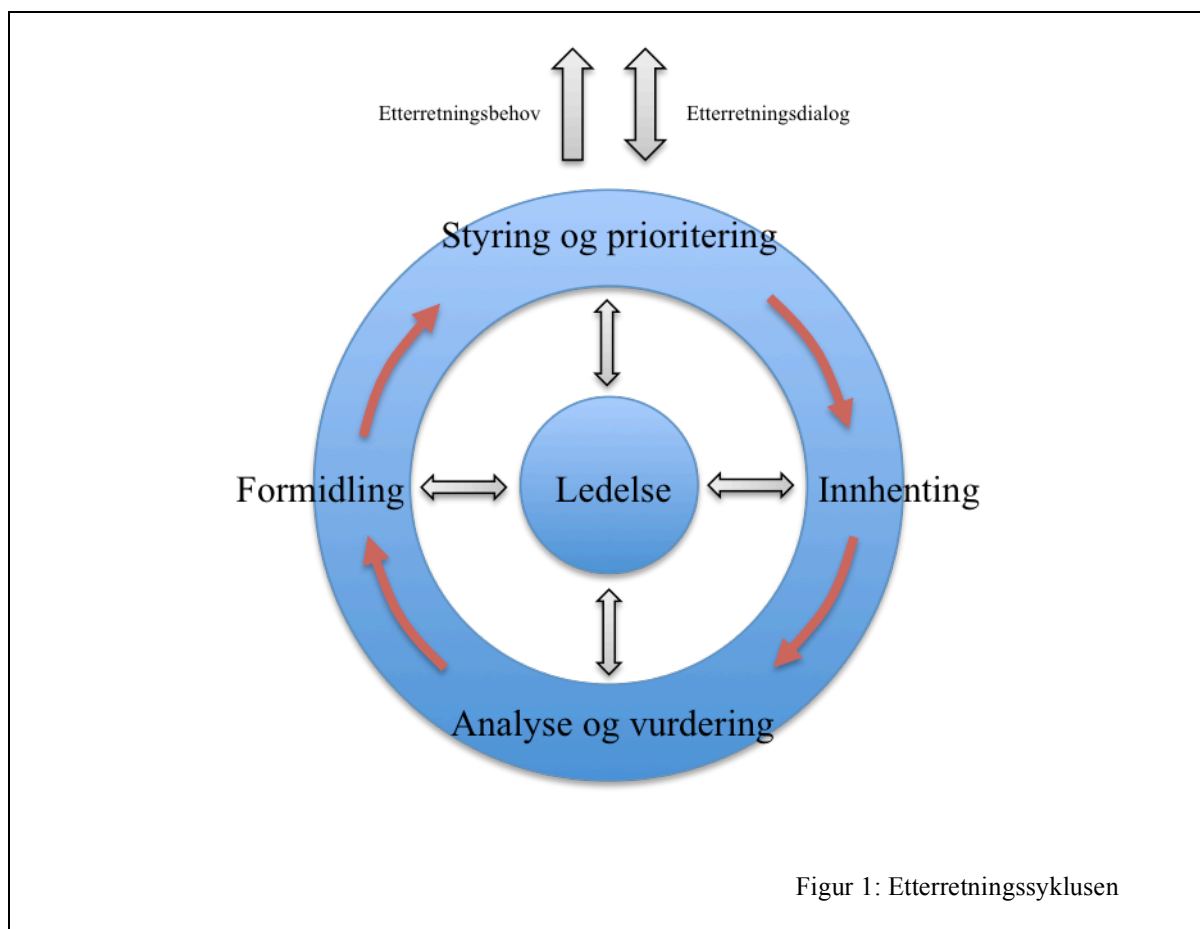 Etterretningsbehov
Etterretningsdialog
Styring og prioritering
Formidling
Ledelse
Innhenting
Analyse og vurdering
Figur 1: Etterretningssyklusen